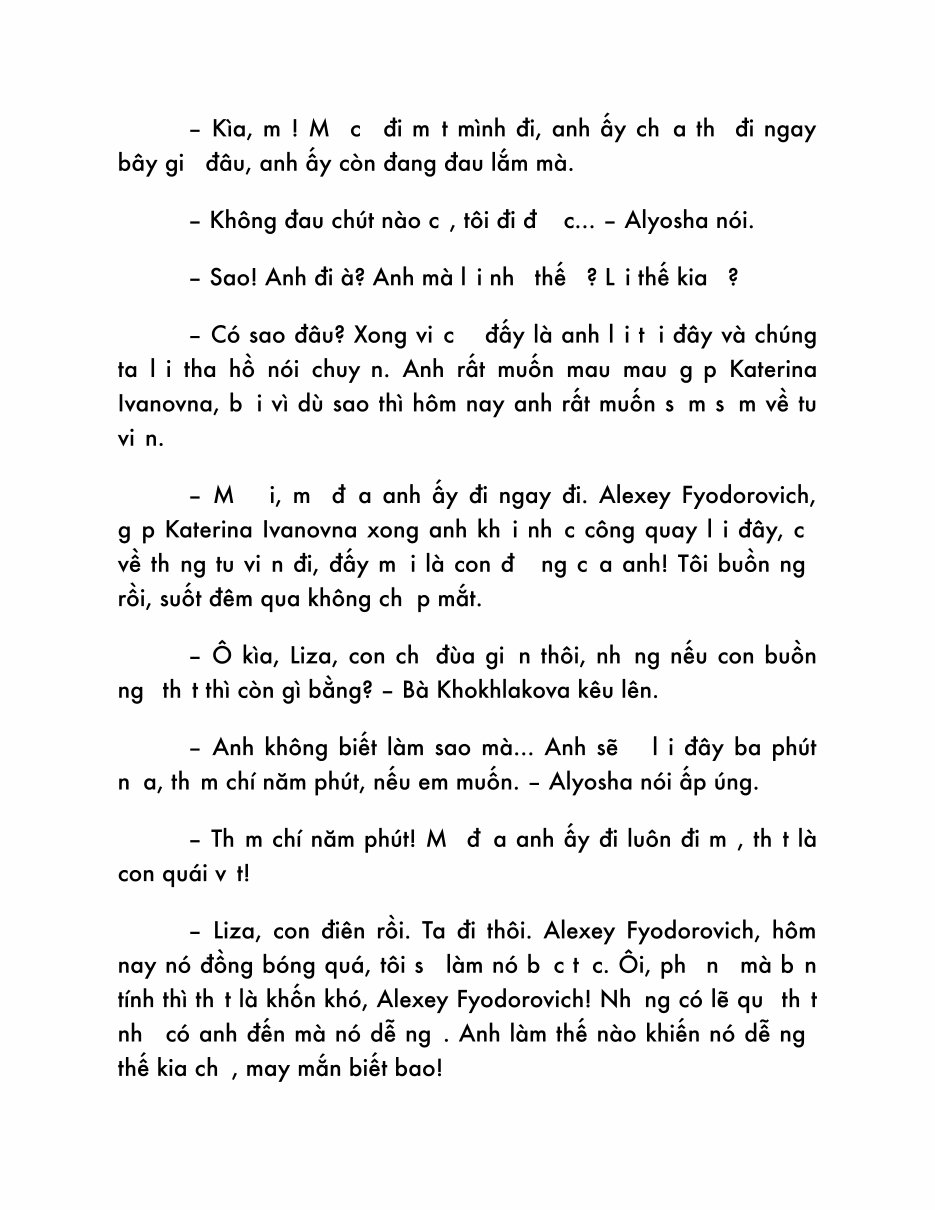 – Kìa, m ! M c đi m t mình đi, anh ấy ch a th đi ngay
bây gi đâu, anh ấy còn đang đau lắm mà.
– Không đau chút nào c , tôi đi đ c... – Alyosha nói.
– Sao! Anh đi à? Anh mà l i nh thế ? L i thế kia ?
– Có sao đâu? Xong vi c đấy là anh l i t i đây và chúng
ta l i tha hồ nói chuy n. Anh rất muốn mau mau g p Katerina
Ivanovna, b i vì dù sao thì hôm nay anh rất muốn s m s m về tu
vi n.
– M i, m đ a anh ấy đi ngay đi. Alexey Fyodorovich,
g p Katerina Ivanovna xong anh kh i nh c công quay l i đây, c
về th ng tu vi n đi, đấy m i là con đ ng c a anh! Tôi buồn ng
rồi, suốt đêm qua không ch p mắt.
– Ô kìa, Liza, con ch đùa gi n thôi, nh ng nếu con buồn
ng th t thì còn gì bằng? – Bà Khokhlakova kêu lên.
– Anh không biết làm sao mà... Anh sẽ l i đây ba phút
n a, th m chí năm phút, nếu em muốn. – Alyosha nói ấp úng.
– Th m chí năm phút! M đ a anh ấy đi luôn đi m , th t là
con quái v t!
– Liza, con điên rồi. Ta đi thôi. Alexey Fyodorovich, hôm
nay nó đồng bóng quá, tôi s làm nó b c t c. Ôi, ph n mà b n
tính thì th t là khốn khó, Alexey Fyodorovich! Nh ng có lẽ qu th t
nh có anh đến mà nó dễ ng . Anh làm thế nào khiến nó dễ ng
thế kia ch , may mắn biết bao!